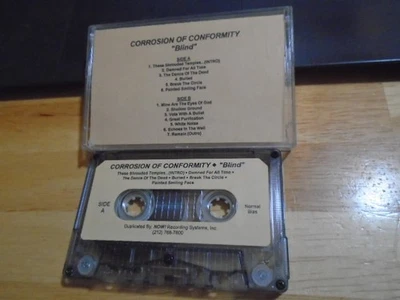 CORROSION OF CONFORMITY
"Blind"
SIDE A
1. These Shrouded Temples.. (INTRO)
2. Damned For All Time
3. The Dance Of The Dead
4. Buried
5. Break The Circle
6. Painted Smiling Face
SIDE B
1. Mine Are The Eyes Of God
2. Shallow Ground
3. Vote With A Bullet
4. Great Purification
5. White Noise
6. Echoes In The Well
7. Remain (Outro)
CORROSION OF CONFORMITY ◆ "Blind"
These Shrouded Temples..(INTRO) • Damned For All Time •
The Dance Of The Dead • Buried • Break The Circle •
Painted Smiling Face
SIDE
A
Normal
Bias
Duplicated By: NOW! Recording Systems, Inc.
(212) 768-7800